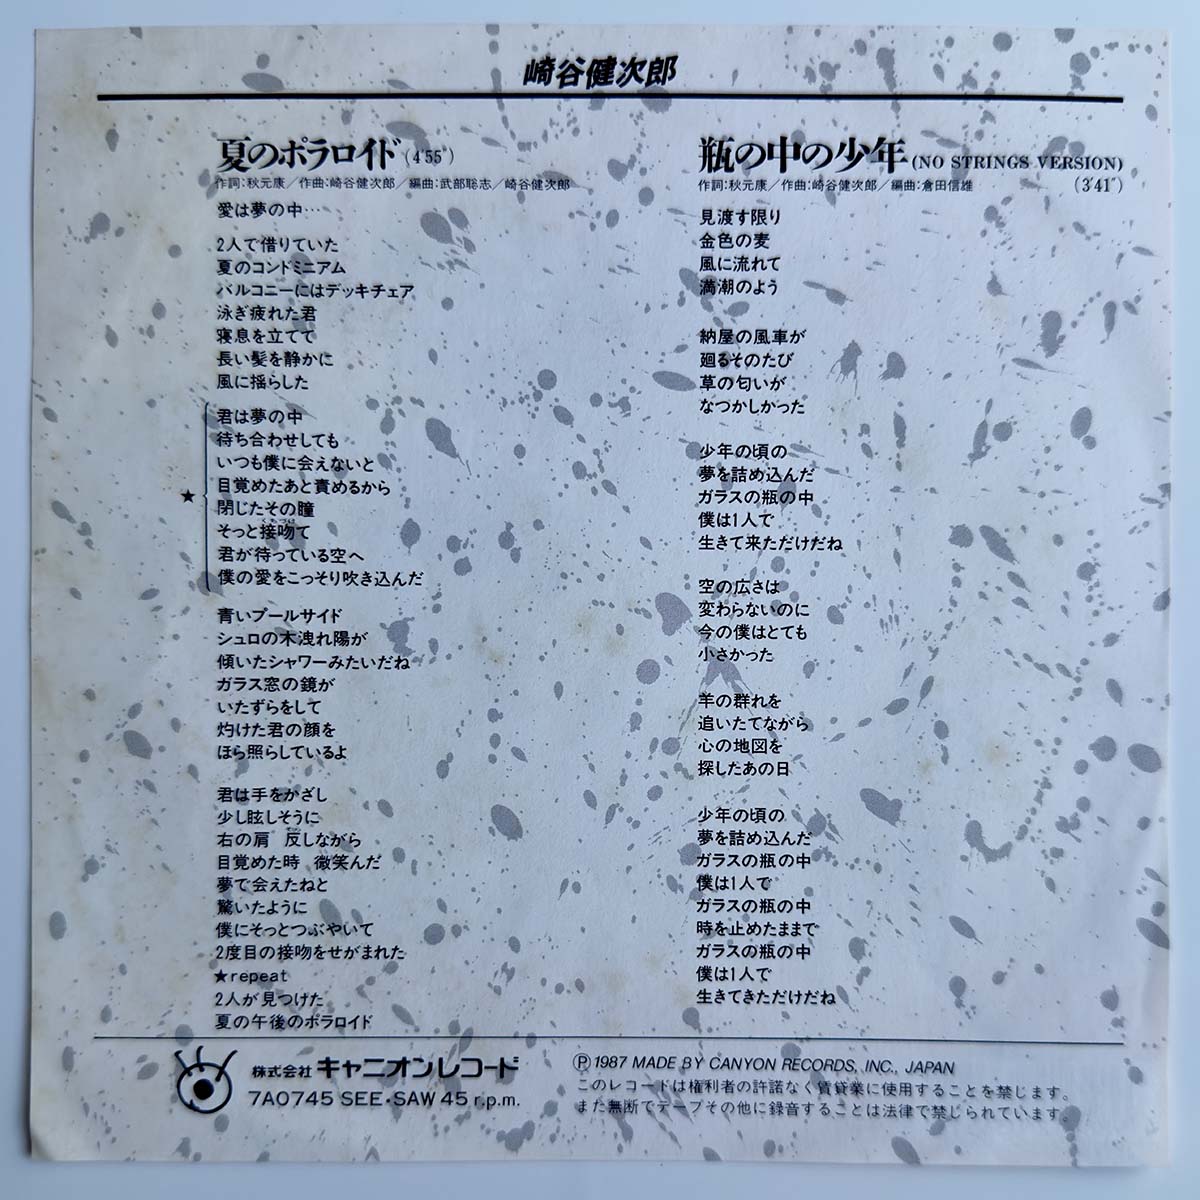 崎谷健次郎
夏のポラロイド(4'55")
作詞:秋元康/作曲:崎谷健次郎/編曲:武部聡志/崎谷健次郎
愛は夢の中…
2人で借りていた
夏のコンドミニアム
バルコニーにはデッキチェア
泳ぎ疲れた君
寝息を立てて
長い髪を静かに
風に揺らした
君は夢の中
待ち合わせしても
いつも僕に会えないと
目覚めたあと責めるから
★
閉じたその瞳
くちづけ
そっと接吻て
君が待っている空へ
僕の愛をこっそり吹き込んだ
青いプールサイド
シュロの木洩れ陽が
傾いたシャワーみたいだね
ガラス窓の鏡が
いたずらをして
灼けた君の顔を
ほら照らしているよ
君は手をかざし
少し眩しそうに
右の肩 反しながら
目覚めた時 微笑んだ
夢で会えたねと
驚いたように
僕にそっとつぶやいて
2度目の接吻をせがまれた
★repeat
2人が見つけた
夏の午後のポラロイド
瓶の中の少年(NO STRINGS VERSION)
(3'41")
作詞:秋元康/作曲:崎谷健次郎/編曲:倉田信雄
見渡す限り
金色の麦
風に流れて
満潮のよう
納屋の風車が
廻るそのたび
草の匂いが
なつかしかった
少年の頃の
夢を詰め込んだ
ガラスの瓶の中
僕は1人で
生きて来ただけだね
空の広さは
変わらないのに
今の僕はとても
小さかった
羊の群れを
追いたてながら
心の地図を
探したあの日
少年の頃の
夢を詰め込んだ
ガラスの瓶の中
僕は1人で
ガラスの瓶の中
時を止めたままで
ガラスの瓶の中
僕は1人で
生きてきただけだね
株式会社 キャニオンレコード
7A0745 SEE・SAW 45 r.p.m.
Ⓟ1987 MADE BY CANYON RECORDS, INC., JAPAN
このレコードは権利者の許諾なく賃貸業に使用することを禁じます。
また無断でテープその他に録音することは法律で禁じられています。